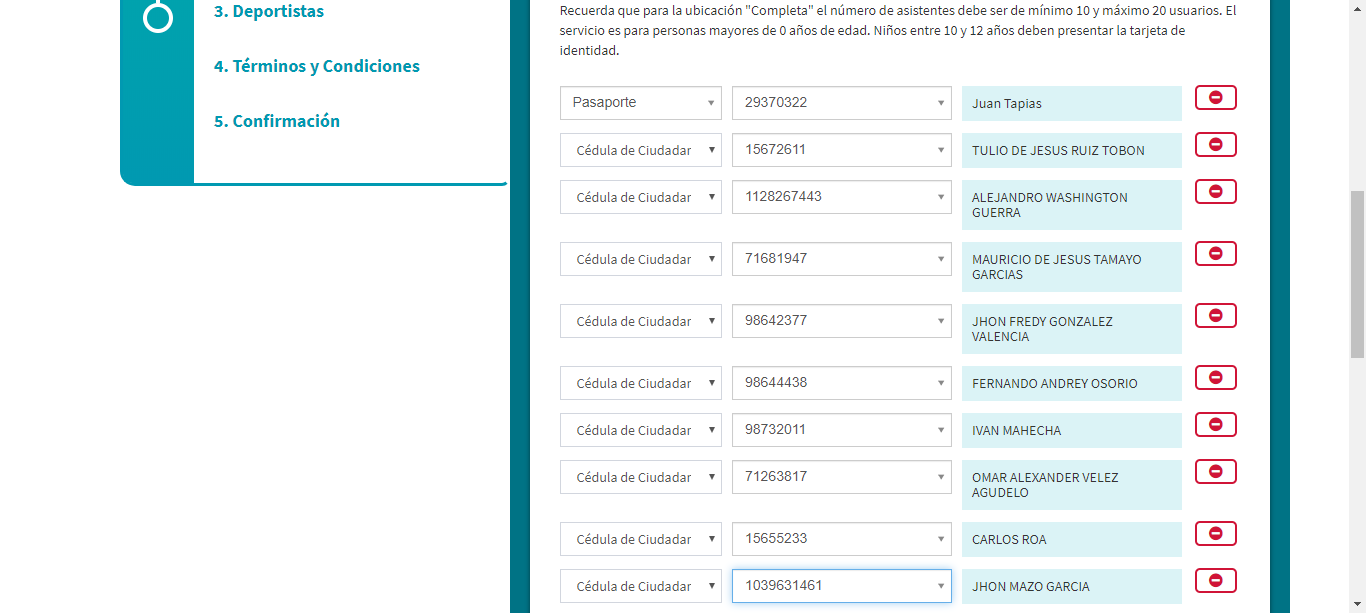 3. Deportistas
4. Términos y Condiciones
5. Confirmación
Recuerda que para la ubicación "Completa" el número de asistentes debe ser de mínimo 10 y máximo 20 usuarios. El
servicio es para personas mayores de 0 años de edad. Niños entre 10 y 12 años deben presentar la tarjeta de
identidad.
Pasaporte 29370322 Juan Tapias
Cédula de Ciudadar 15672611 TULIO DE JESUS RUIZ TOBON
Cédula de Ciudadar 1128267443 ALEJANDRO WASHINGTON
GUERRA
Cédula de Ciudadar 71681947 MAURICIO DE JESUS TAMAYO
GARCIAS
Cédula de Ciudadar 98642377 JHON FREDY GONZALEZ
VALENCIA
Cédula de Ciudadar 98644438 FERNANDO ANDREY OSORIO
Cédula de Ciudadar 98732011 IVAN MAHECHA
Cédula de Ciudadar 71263817 OMAR ALEXANDER VELEZ
AGUDELO
Cédula de Ciudadar 15655233 CARLOS ROA
Cédula de Ciudadar 1039631461 JHON MAZO GARCIA